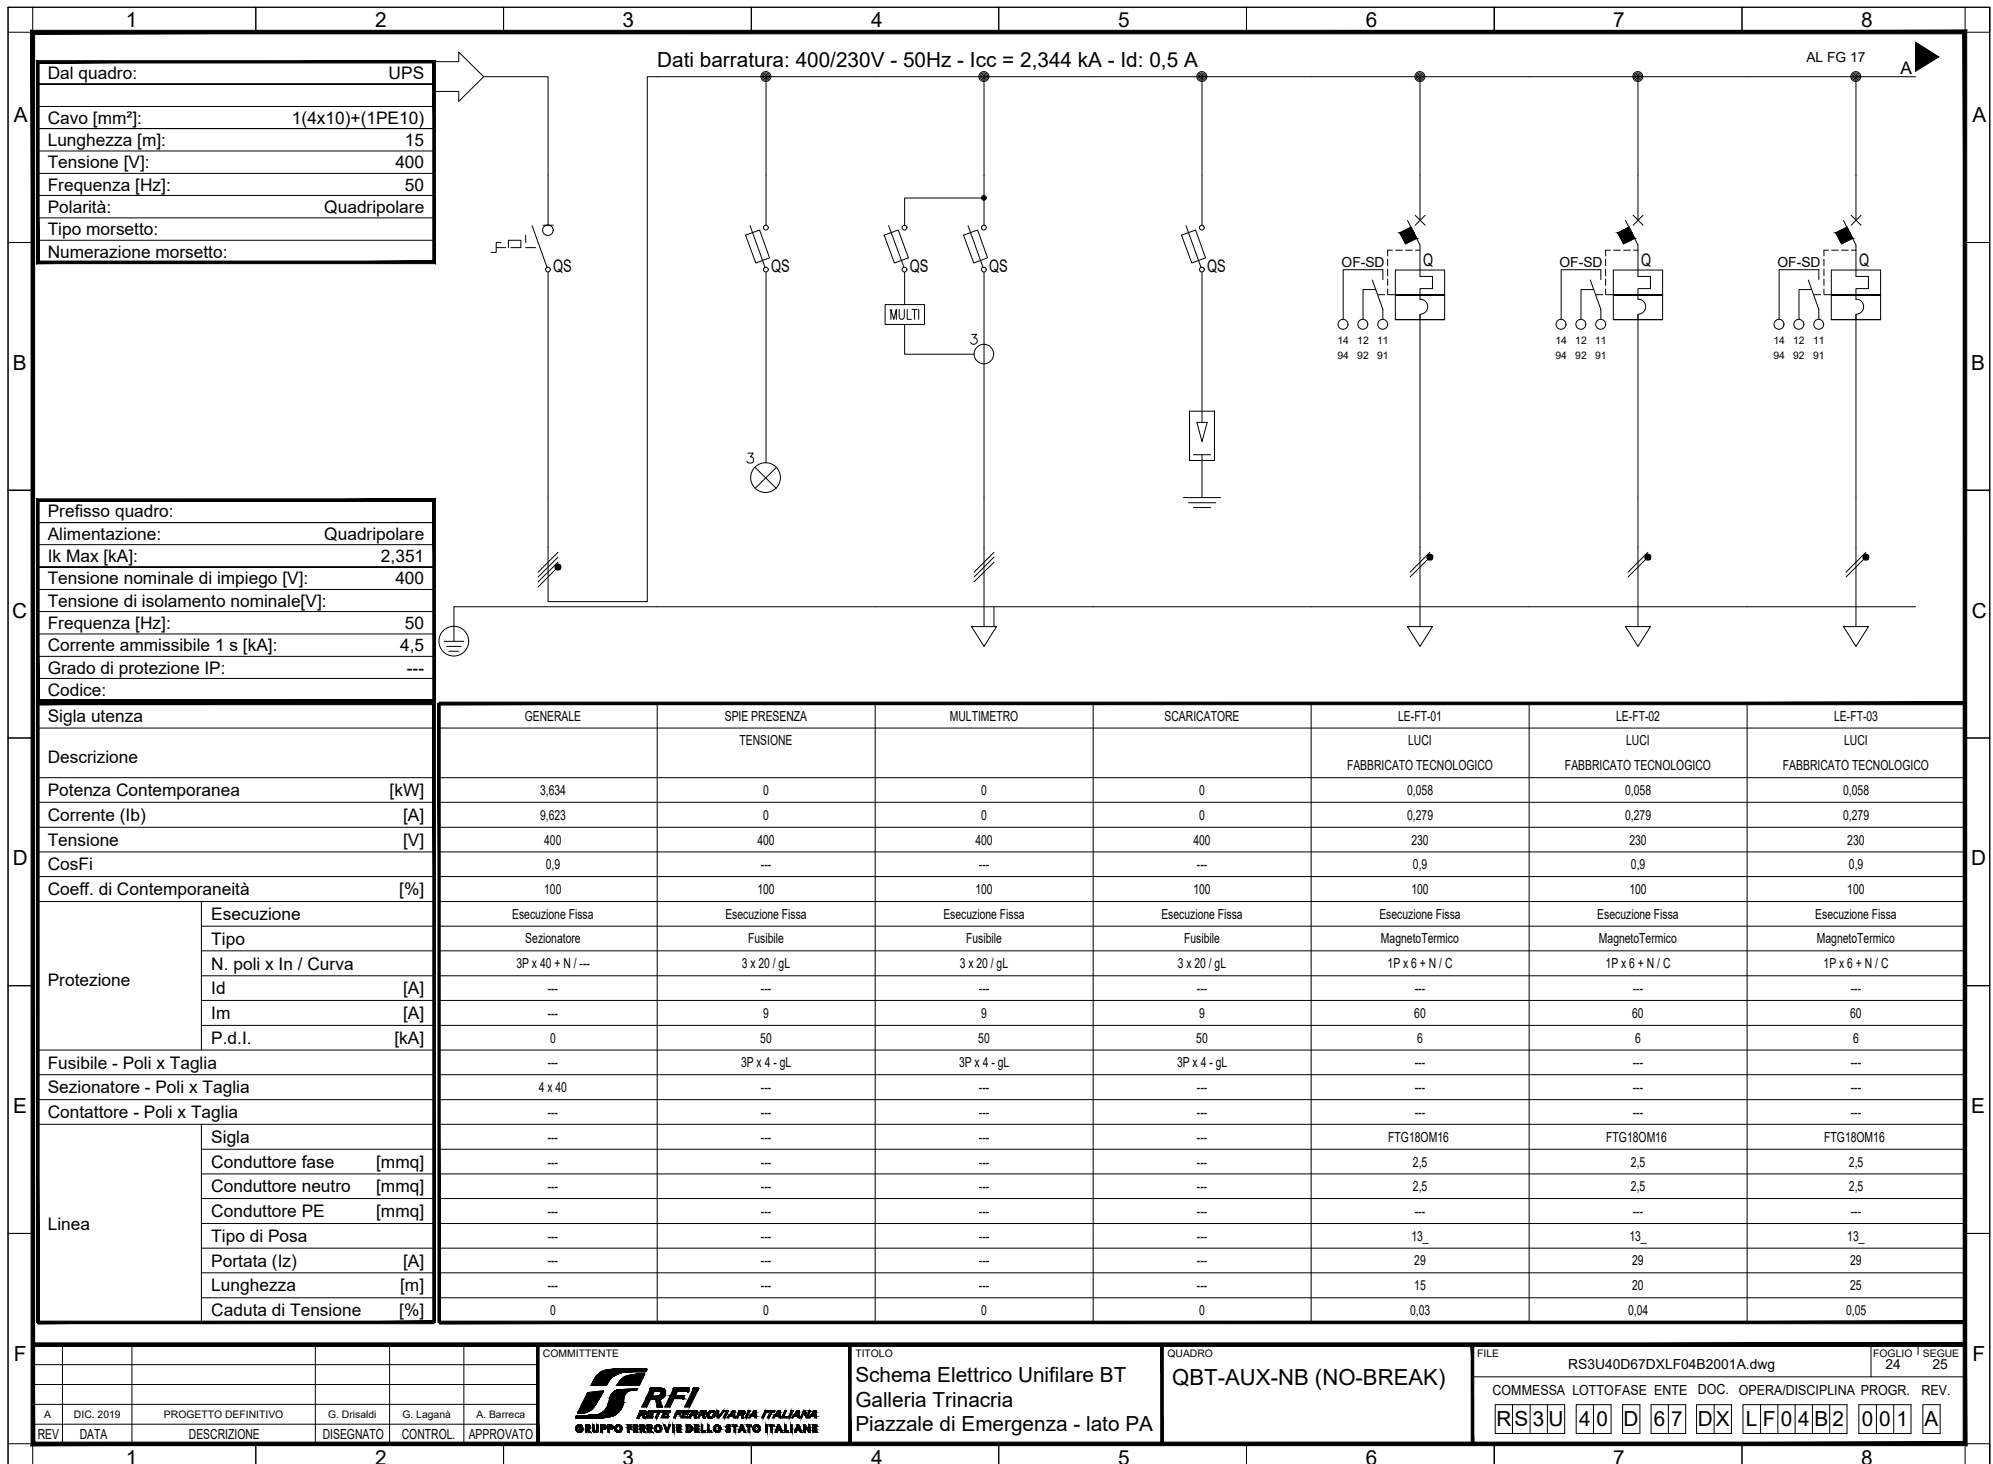 1 2 3 4 5 6 7 8
Dati barratura: 400/230V - 50Hz - Icc = 2,344 kA - Id: 0,5 A
AL FG 17
A
Dal quadro: UPS
Cavo [mm²]: 1(4x10)+(1PE10)
Lunghezza [m]: 15
Tensione [V]: 400
Frequenza [Hz]: 50
Polarità: Quadripolare
Tipo morsetto:
Numerazione morsetto:
A A
QS QS QS QS QS
OF-SD Q OF-SD Q OF-SD Q
MULTI
3
14 12 11 14 12 11 14 12 11
94 92 91 94 92 91 94 92 91
B B
3
Prefisso quadro:
Alimentazione: Quadripolare
Ik Max [kA]: 2,351
Tensione nominale di impiego [V]: 400
Tensione di isolamento nominale[V]:
Frequenza [Hz]: 50
Corrente ammissibile 1 s [kA]: 4,5
Grado di protezione IP: ---
Codice:
C C
Sigla utenza GENERALE SPIE PRESENZA MULTIMETRO SCARICATORE LE-FT-01 LE-FT-02 LE-FT-03
Descrizione TENSIONE LUCI LUCI LUCI
FABBRICATO TECNOLOGICO FABBRICATO TECNOLOGICO FABBRICATO TECNOLOGICO
Potenza Contemporanea [kW] 3,634 0 0 0 0,058 0,058 0,058
Corrente (Ib) [A] 9,623 0 0 0 0,279 0,279 0,279
Tensione [V] 400 400 400 400 230 230 230
CosFi 0,9 --- --- --- 0,9 0,9 0,9
Coeff. di Contemporaneità [%] 100 100 100 100 100 100 100
D D
Protezione
Esecuzione Esecuzione Fissa Esecuzione Fissa Esecuzione Fissa Esecuzione Fissa Esecuzione Fissa Esecuzione Fissa Esecuzione Fissa
Tipo Sezionatore Fusibile Fusibile Fusibile MagnetoTermico MagnetoTermico MagnetoTermico
N. poli x In / Curva 3P x 40 + N / --- 3 x 20 / gL 3 x 20 / gL 3 x 20 / gL 1P x 6 + N / C 1P x 6 + N / C 1P x 6 + N / C
Id [A] --- --- --- --- --- --- ---
Im [A] --- 9 9 9 60 60 60
P.d.I. [kA] 0 50 50 50 6 6 6
Fusibile - Poli x Taglia --- 3P x 4 - gL 3P x 4 - gL 3P x 4 - gL --- --- ---
Sezionatore - Poli x Taglia 4 x 40 --- --- --- --- --- ---
Contattore - Poli x Taglia --- --- --- --- --- --- ---
E E
Linea
Sigla --- --- --- --- FTG18OM16 FTG18OM16 FTG18OM16
Conduttore fase [mmq] --- --- --- --- 2,5 2,5 2,5
Conduttore neutro [mmq] --- --- --- --- 2,5 2,5 2,5
Conduttore PE [mmq] --- --- --- --- --- --- ---
Tipo di Posa --- --- --- --- 13_ 13_ 13_
Portata (Iz) [A] --- --- --- --- 29 29 29
Lunghezza [m] --- --- --- --- 15 20 25
Caduta di Tensione [%] 0 0 0 0 0,03 0,04 0,05
F F
A DIC. 2019 PROGETTO DEFINITIVO G. Drisaldi G. Laganà A. Barreca
REV DATA DESCRIZIONE DISEGNATO CONTROL. APPROVATO
COMMITTENTE
RFI
RETE FERROVIARIA ITALIANA
GRUPPO FERROVIE DELLO STATO ITALIANE
TITOLO
Schema Elettrico Unifilare BT
Galleria Trinacria
Piazzale di Emergenza - lato PA
QUADRO
QBT-AUX-NB (NO-BREAK)
FILE
RS3U40D67DXLF04B2001A.dwg
FOGLIO SEGUE
24 25
COMMESSA LOTTO FASE ENTE DOC. OPERA/DISCIPLINA PROGR. REV.
RS3U 40 D 67 DX LF04B2 001 A
1 2 3 4 5 6 7 8